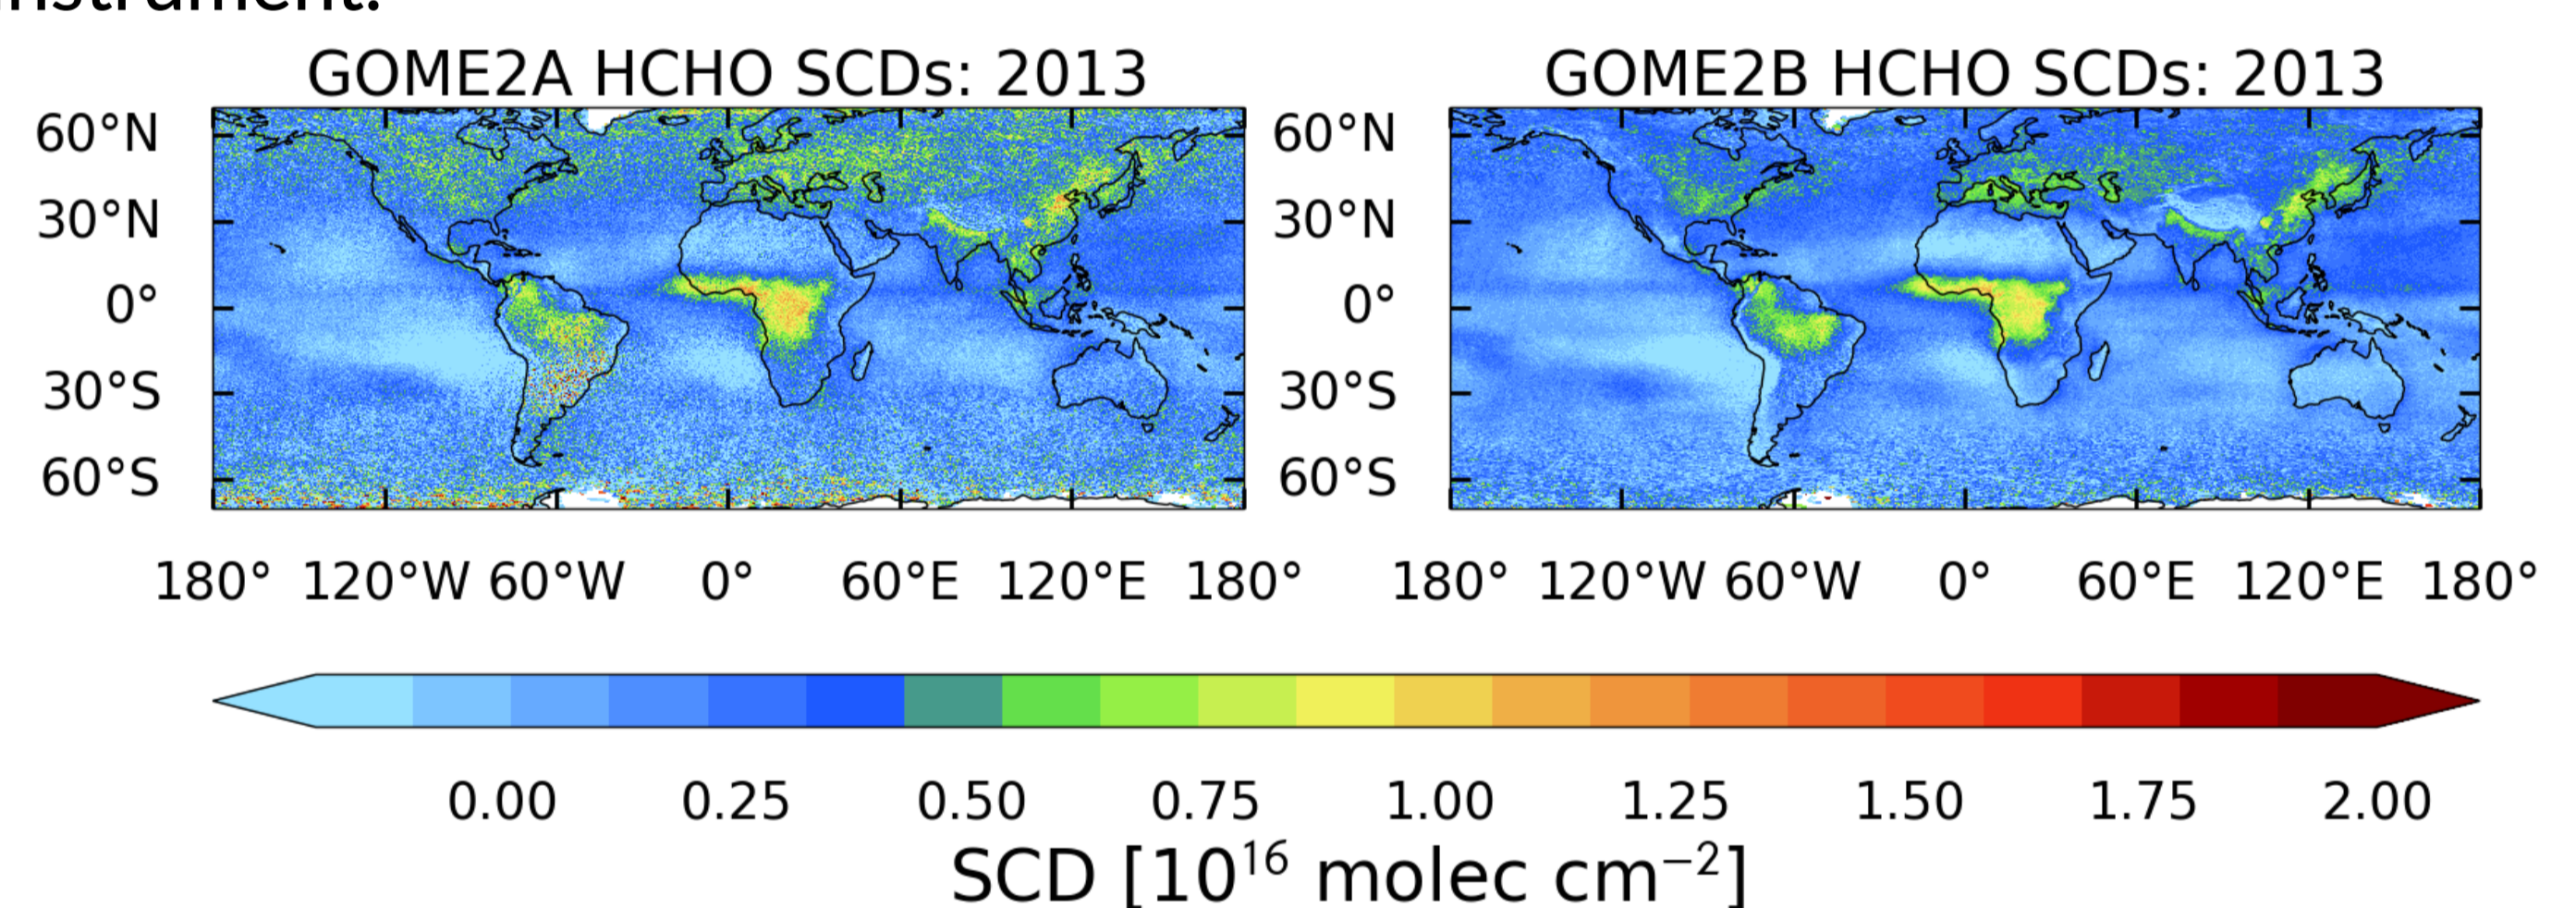 instrument.
GOME2A HCHO SCDs: 2013
GOME2B HCHO SCDs: 2013
60°N
30°N
0°
30°S
60°S
60°N
30°N
0°
30°S
60°S
180° 120°W 60°W 0° 60°E 120°E 180°
180° 120°W 60°W 0° 60°E 120°E 180°
0.00 0.25 0.50 0.75 1.00 1.25 1.50 1.75 2.00
SCD [10¹⁶ molec cm⁻²]